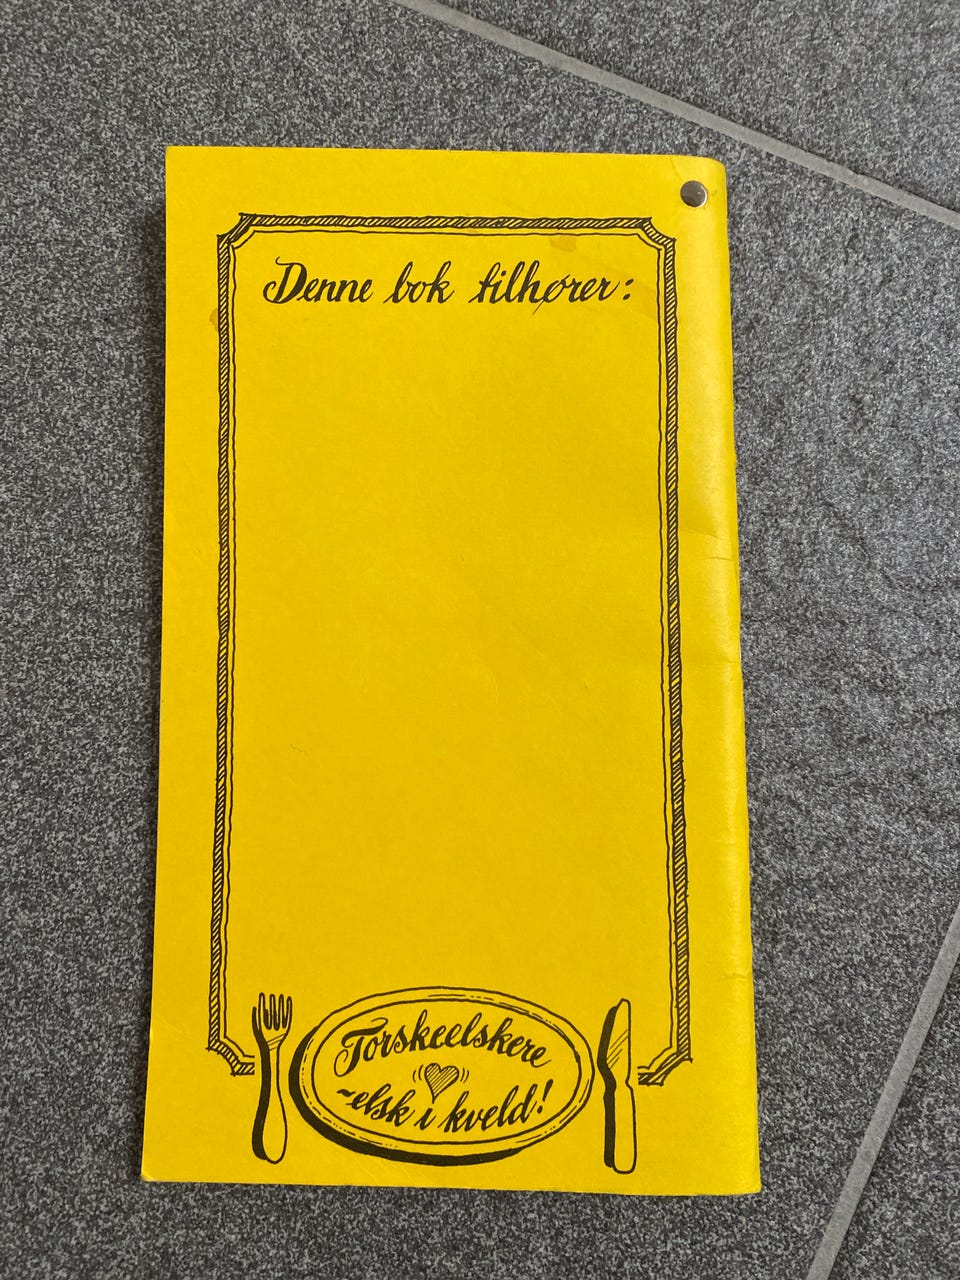 Denne bok tilhører:
Torskeelskere
-elsk i kveld!